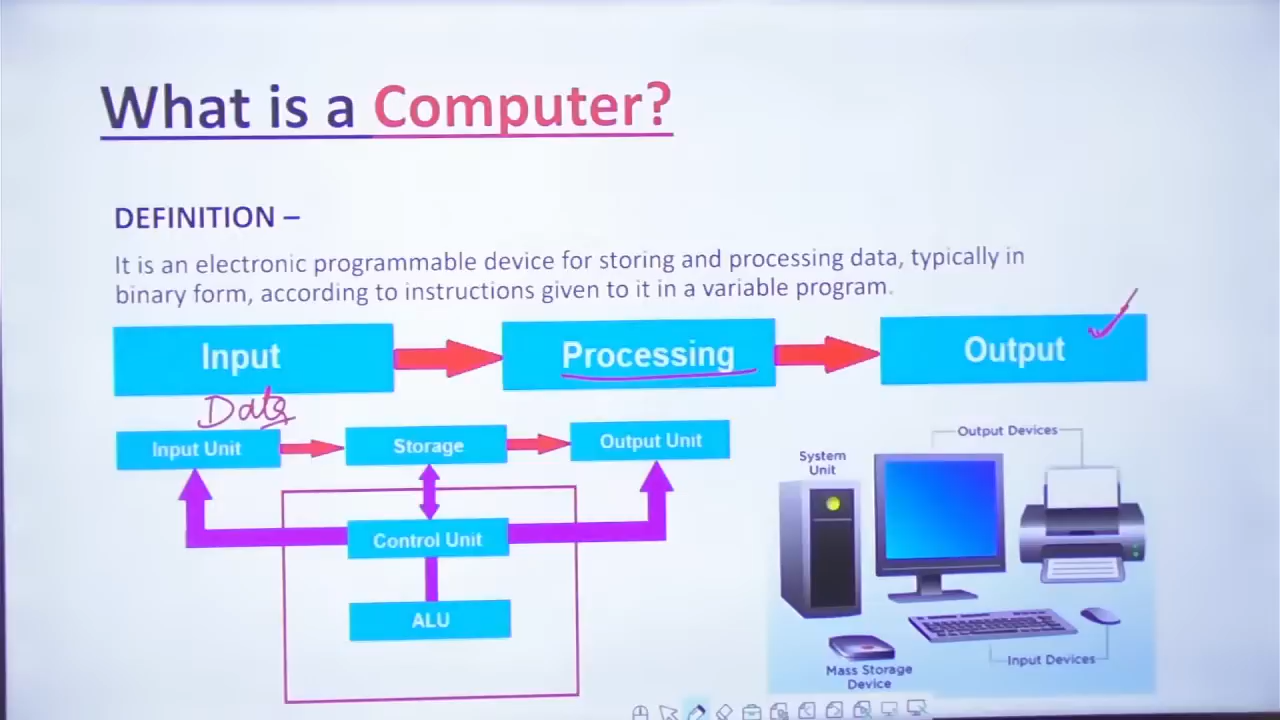 What is a Computer?
DEFINITION –
It is an electronic programmable device for storing and processing data, typically in
binary form, according to instructions given to it in a variable program.
Input
Processing
Output
Data
Input Unit
Storage
Output Unit
Control Unit
ALU
Output Devices
System
Unit
Mass Storage
Device
Input Devices